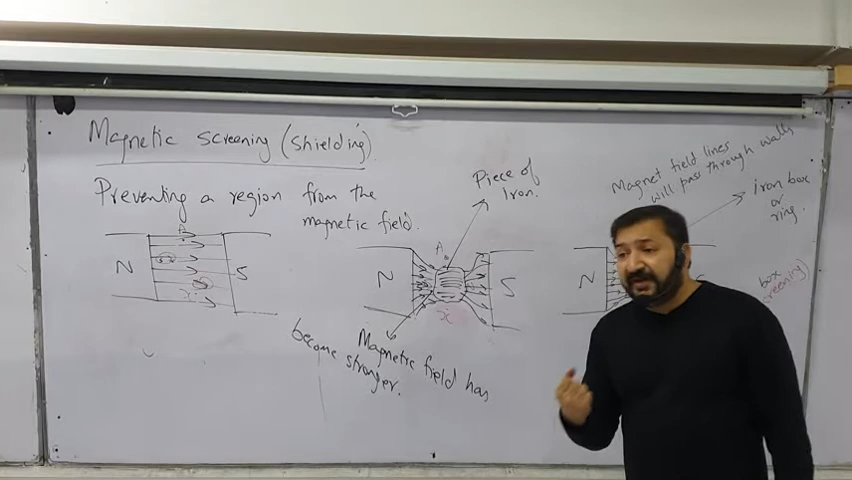 Magnetic screening (shielding)
Preventing a region from the
magnetic field.
A
N
S
x
Piece of
Iron.
A
N
S
x
Magnetic field has
become stronger.
Magnet field lines
will pass through walls
iron box
or
ring.
N
box